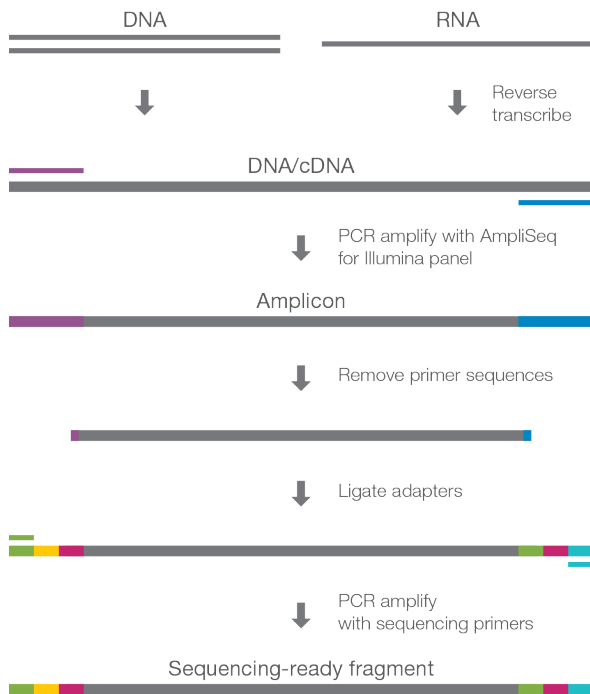 DNA
RNA
Reverse
transcribe
DNA/cDNA
PCR amplify with AmpliSeq
for Illumina panel
Amplicon
Remove primer sequences
Ligate adapters
PCR amplify
with sequencing primers
Sequencing-ready fragment